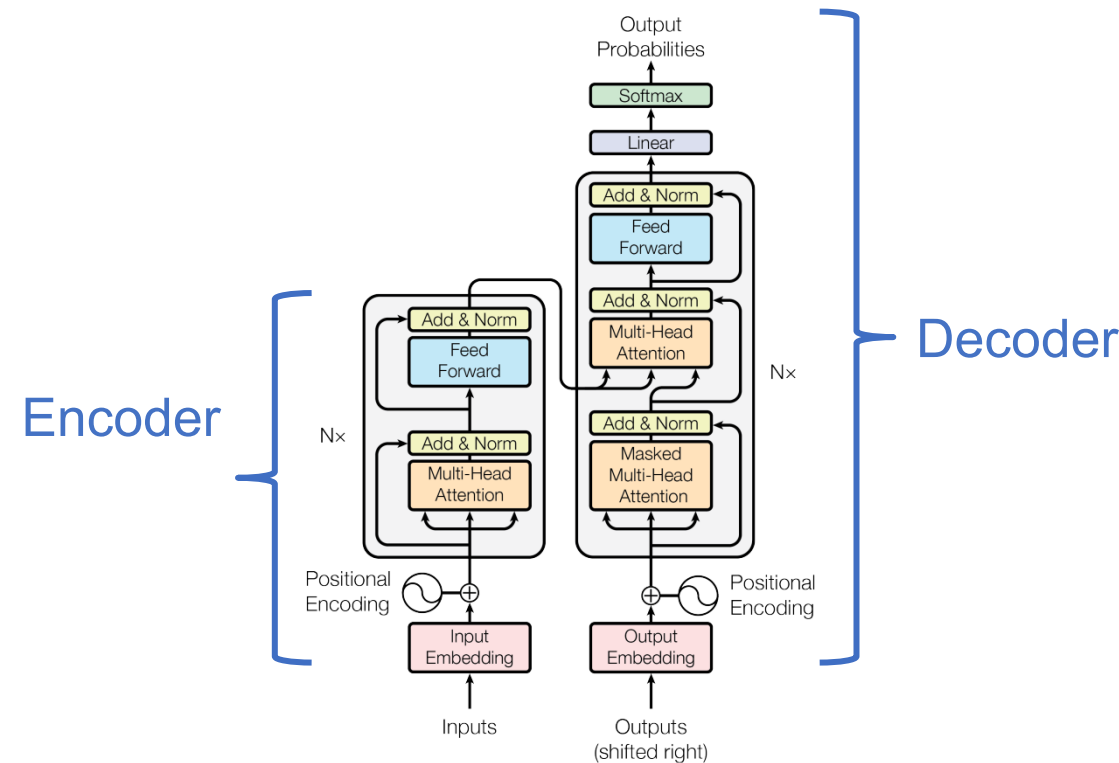 Output
Probabilities
Softmax
Linear
Add & Norm
Feed
Forward
Add & Norm
Multi-Head
Attention
Add & Norm
Masked
Multi-Head
Attention
N×
Decoder
Positional
Encoding
Output
Embedding
Outputs
(shifted right)
Encoder
N×
Add & Norm
Feed
Forward
Add & Norm
Multi-Head
Attention
Positional
Encoding
Input
Embedding
Inputs